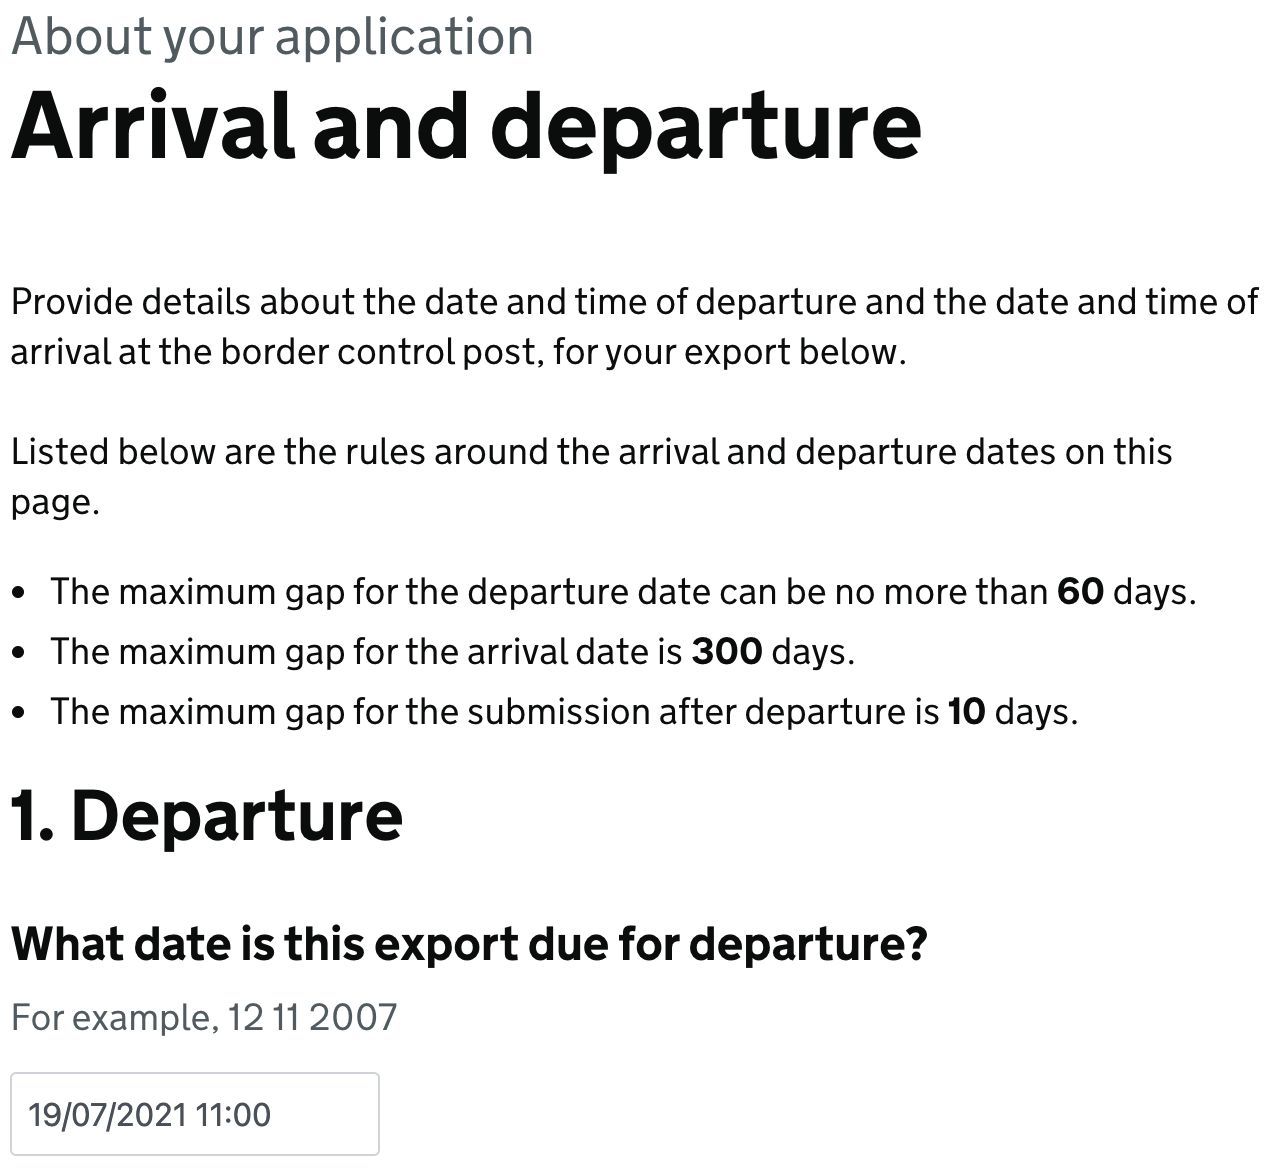 About your application
Arrival and departure
Provide details about the date and time of departure and the date and time of
arrival at the border control post, for your export below.
Listed below are the rules around the arrival and departure dates on this
page.
• The maximum gap for the departure date can be no more than 60 days.
• The maximum gap for the arrival date is 300 days.
• The maximum gap for the submission after departure is 10 days.
1. Departure
What date is this export due for departure?
For example, 12 11 2007
19/07/2021 11:00